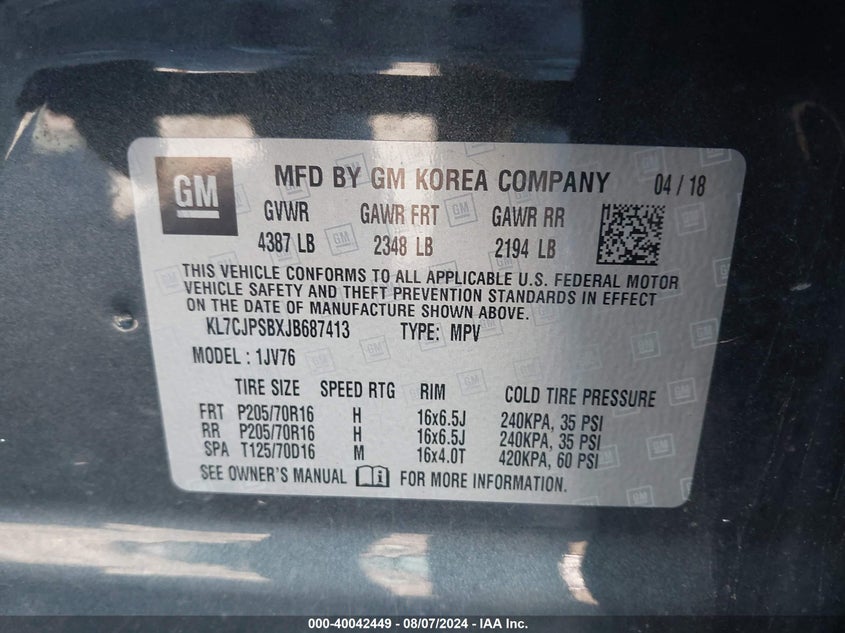 GM
MFD BY GM KOREA COMPANY 04 / 18
GVWR GAWR FRT GAWR RR
4387 LB 2348 LB 2194 LB
THIS VEHICLE CONFORMS TO ALL APPLICABLE U.S. FEDERAL MOTOR
VEHICLE SAFETY AND THEFT PREVENTION STANDARDS IN EFFECT
ON THE DATE OF MANUFACTURE SHOWN ABOVE.
KL7CJPSBXJB687413 TYPE: MPV
MODEL : 1JV76
TIRE SIZE SPEED RTG RIM COLD TIRE PRESSURE
FRT P205/70R16 H 16x6.5J 240KPA, 35 PSI
RR P205/70R16 H 16x6.5J 240KPA, 35 PSI
SPA T125/70D16 M 16x4.0T 420KPA, 60 PSI
SEE OWNER'S MANUAL FOR MORE INFORMATION.
000-40042449 - 08/07/2024 - IAA Inc.